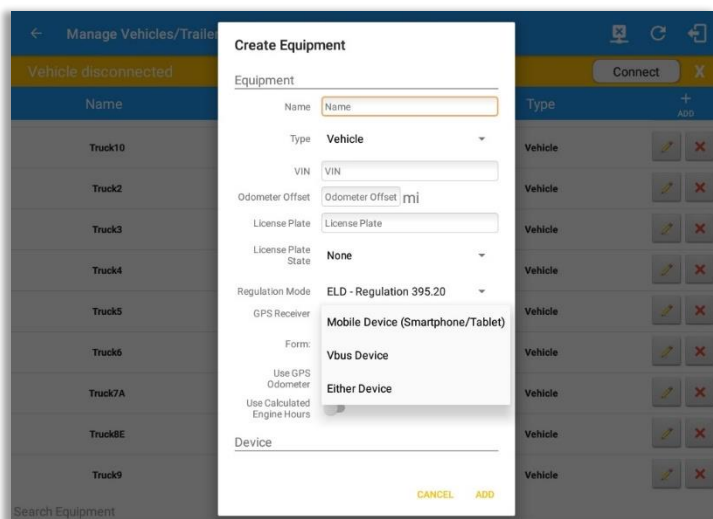 Manage Vehicles/Trailer
Create Equipment
Vehicle disconnected
Connect
X
Equipment
Name
Type
ADD
Name
Name
Type
Vehicle
VIN
VIN
Odometer Offset
Odometer Offset
mi
License Plate
License Plate
License Plate
State
None
Regulation Mode
ELD - Regulation 395.20
GPS Receiver
Mobile Device (Smartphone/Tablet)
Form:
Vbus Device
Use GPS
Odometer
Either Device
Use Calculated
Engine Hours
Device
CANCEL
ADD
Truck10
Vehicle
Truck2
Vehicle
Truck3
Vehicle
Truck4
Vehicle
Truck5
Vehicle
Truck6
Vehicle
Truck7A
Vehicle
Truck8E
Vehicle
Truck9
Vehicle
Search Equipment